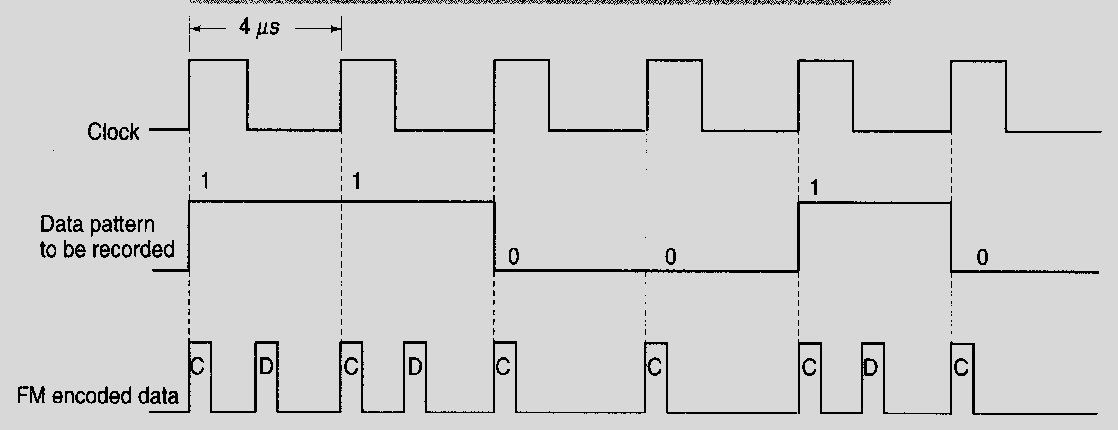 4 μs
Clock
1 1 1
Data pattern
to be recorded
0 0 0
C D C D C C C D C
FM encoded data